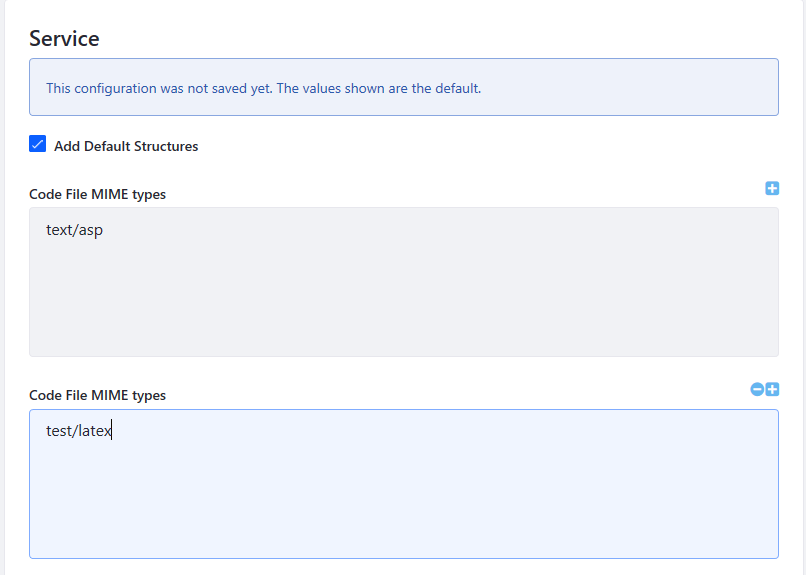 Service
This configuration was not saved yet. The values shown are the default.
Add Default Structures
Code File MIME types
text/asp
Code File MIME types
test/latex